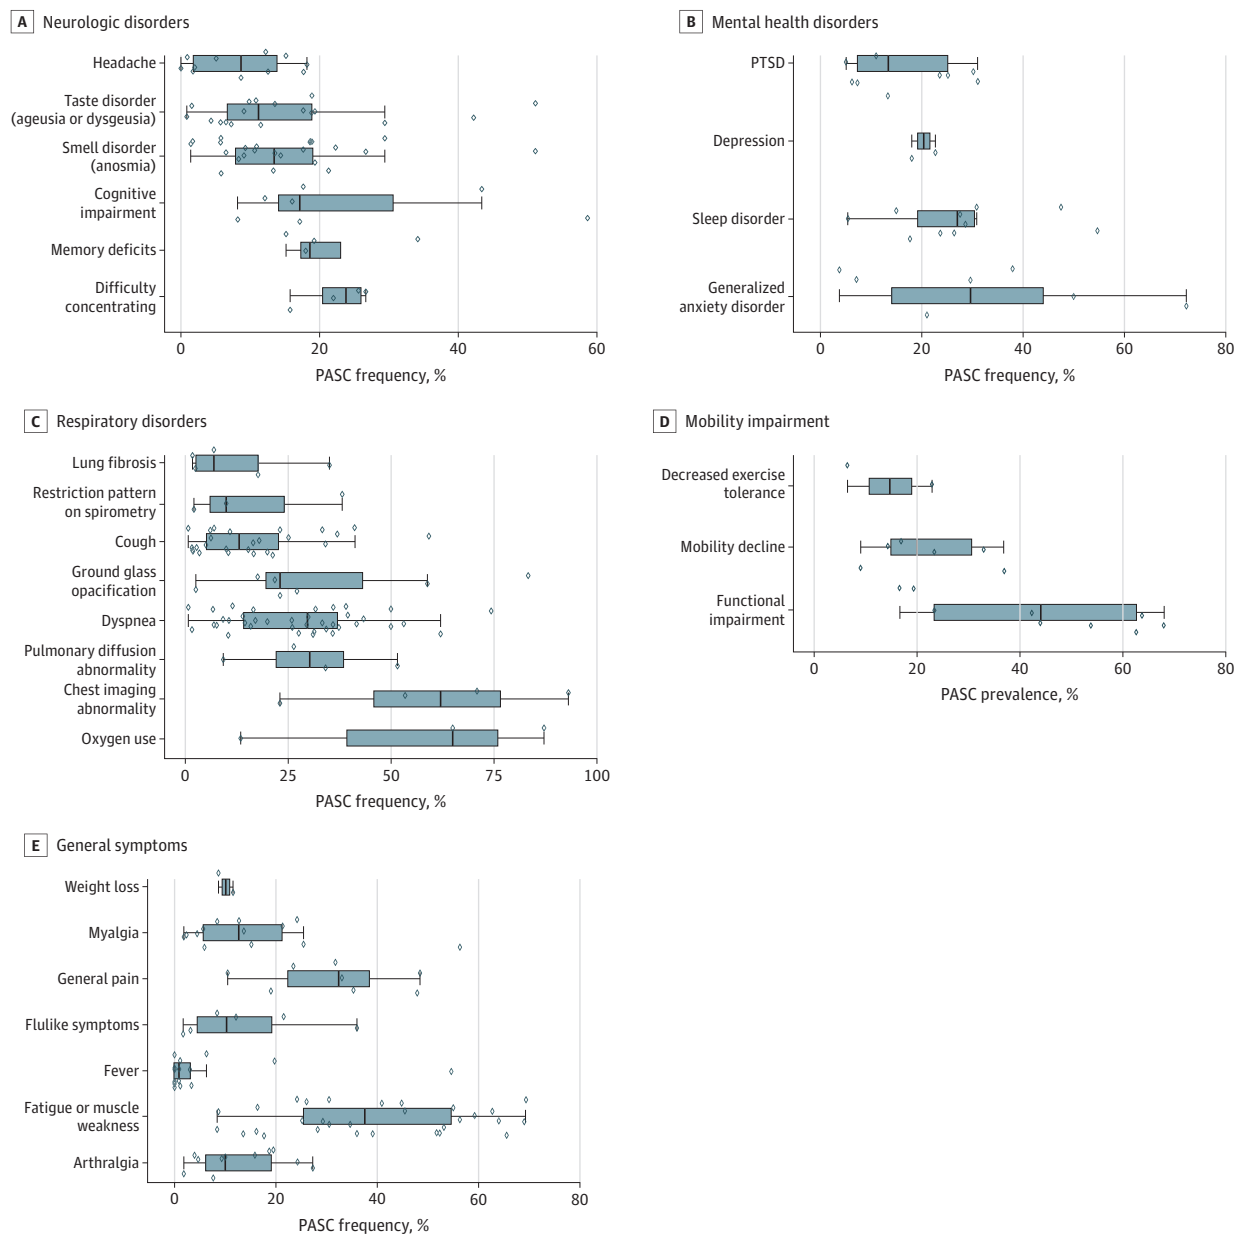 A Neurologic disorders
Headache
Taste disorder
(ageusia or dysgeusia)
Smell disorder
(anosmia)
Cognitive
impairment
Memory deficits
Difficulty
concentrating
0 20 40 60
PASC frequency, %
B Mental health disorders
PTSD
Depression
Sleep disorder
Generalized
anxiety disorder
0 20 40 60 80
PASC frequency, %
C Respiratory disorders
Lung fibrosis
Restriction pattern
on spirometry
Cough
Ground glass
opacification
Dyspnea
Pulmonary diffusion
abnormality
Chest imaging
abnormality
Oxygen use
0 25 50 75 100
PASC frequency, %
D Mobility impairment
Decreased exercise
tolerance
Mobility decline
Functional
impairment
0 20 40 60 80
PASC prevalence, %
E General symptoms
Weight loss
Myalgia
General pain
Flulike symptoms
Fever
Fatigue or muscle
weakness
Arthralgia
0 20 40 60 80
PASC frequency, %